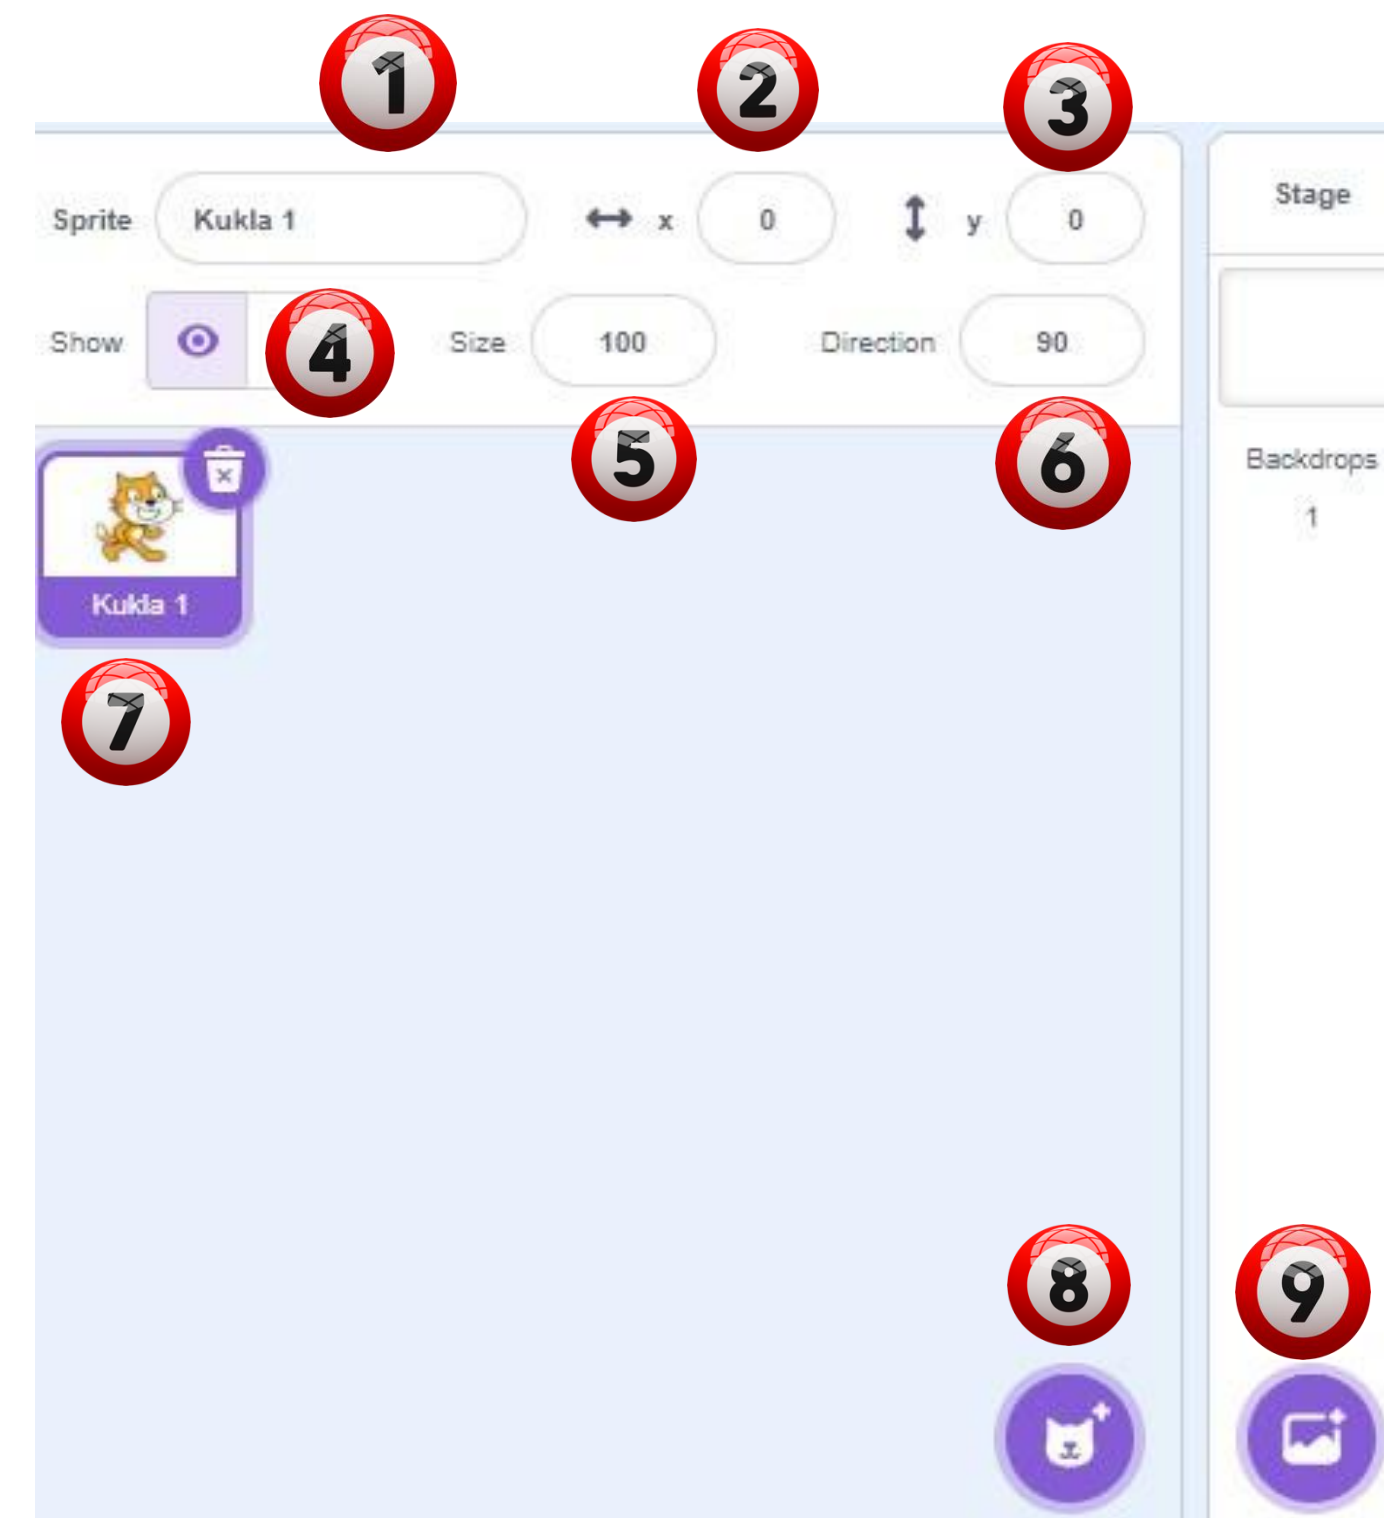 1 2 3
Sprite Kukla 1 x 0 y 0
Stage
Show 4 Size 100 Direction 90
5 6
Backdrops
1
Kukla 1
7
8 9